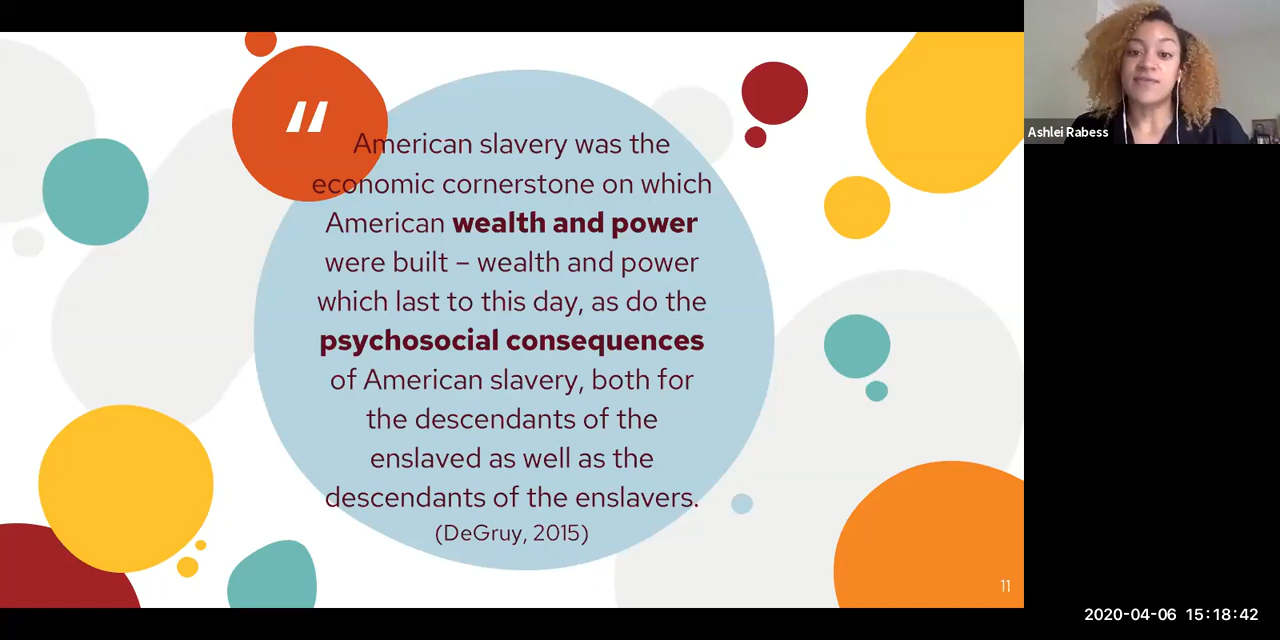 “
American slavery was the
economic cornerstone on which
American wealth and power
were built – wealth and power
which last to this day, as do the
psychosocial consequences
of American slavery, both for
the descendants of the
enslaved as well as the
descendants of the enslavers.
(DeGruy, 2015)
11
Ashlei Rabess
2020-04-06 15:18:42